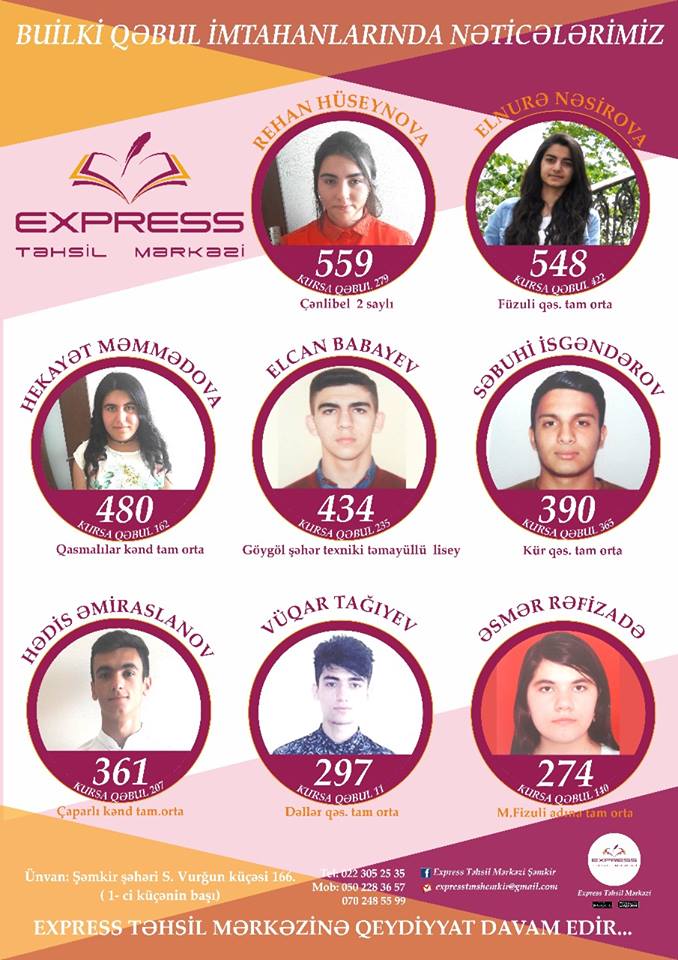 BUILKI QƏBUL İMTAHANLARINDA NƏTİCƏLƏRİMİZ
EXPRESS
TƏHSİL MƏRKƏZİ
REHAN HÜSEYNOVA
559
KURSA QƏBUL 279
Çənlibel 2 saylı
ELNURƏ NƏSİROVA
548
KURSA QƏBUL 422
Füzuli qəs. tam orta
HEKAYƏT MƏMMƏDOVA
480
KURSA QƏBUL 162
Qasmalılar kənd tam orta
ELCAN BABAYEV
434
KURSA QƏBUL 235
Göygöl şəhər texniki təmayüllü lisey
SƏBUHİ İSGƏNDƏROV
390
KURSA QƏBUL 365
Kür qəs. tam orta
HƏDİS ƏMİRASLANOV
361
KURSA QƏBUL 207
Çaparlı kənd tam.orta
VÜQAR TAĞIYEV
297
KURSA QƏBUL 11
Dəllər qəs. tam orta
ƏSMƏR RƏFİZADƏ
274
KURSA QƏBUL 140
M.Fizuli adına tam orta
Ünvan: Şəmkir şəhəri S. Vurğun küçəsi 166.
( 1- ci küçənin başı)
Tel: 022 305 25 35
Mob: 050 228 36 57
070 248 55 99
Express Təhsil Mərkəzi Şəmkir
expresstmshemkir@gmail.com
EXPRESS
Express Təhsil Mərkəzi
EXPRESS TƏHSİL MƏRKƏZİNƏ QEYDİYYAT DAVAM EDİR...